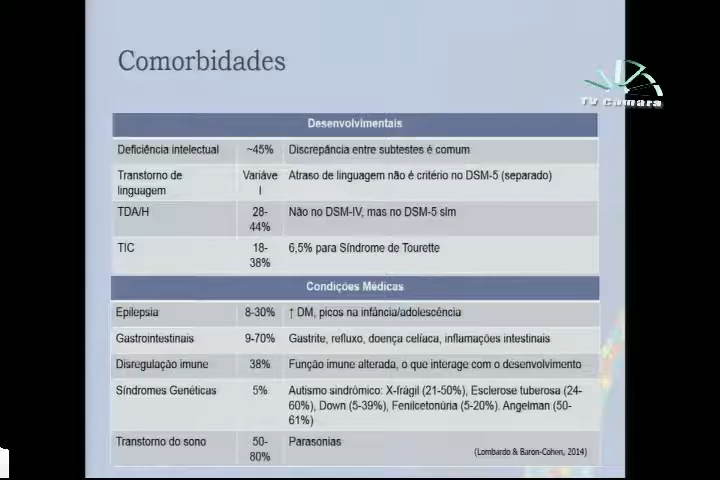 Comorbidades
TV Camara
Desenvolvimentais
Deficiência intelectual ~45% Discrepância entre subtestes é comum
Transtorno de linguagem Variável Atraso de linguagem não é critério no DSM-5 (separado)
TDA/H 28-44% Não no DSM-IV, mas no DSM-5 sim
TIC 18-38% 6,5% para Síndrome de Tourette
Condições Médicas
Epilepsia 8-30% ↑ DM, picos na infância/adolescência
Gastrointestinais 9-70% Gastrite, refluxo, doença celíaca, inflamações intestinais
Disregulação imune 38% Função imune alterada, o que interage com o desenvolvimento
Síndromes Genéticas 5% Autismo sindrômico: X-frágil (21-50%), Esclerose tuberosa (24-
60%), Down (5-39%), Fenilcetonúria (5-20%). Angelman (50-
61%)
Transtorno do sono 50-80% Parasonias
(Lombardo & Baron-Cohen, 2014)